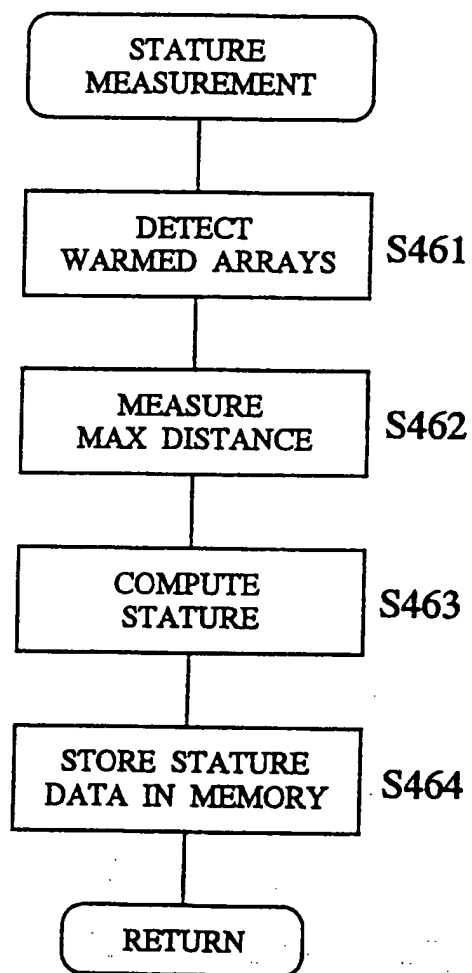 STATURE
MEASUREMENT
DETECT
WARMED ARRAYS
S461
MEASURE
MAX DISTANCE
S462
COMPUTE
STATURE
S463
STORE STATURE
DATA IN MEMORY
S464
RETURN